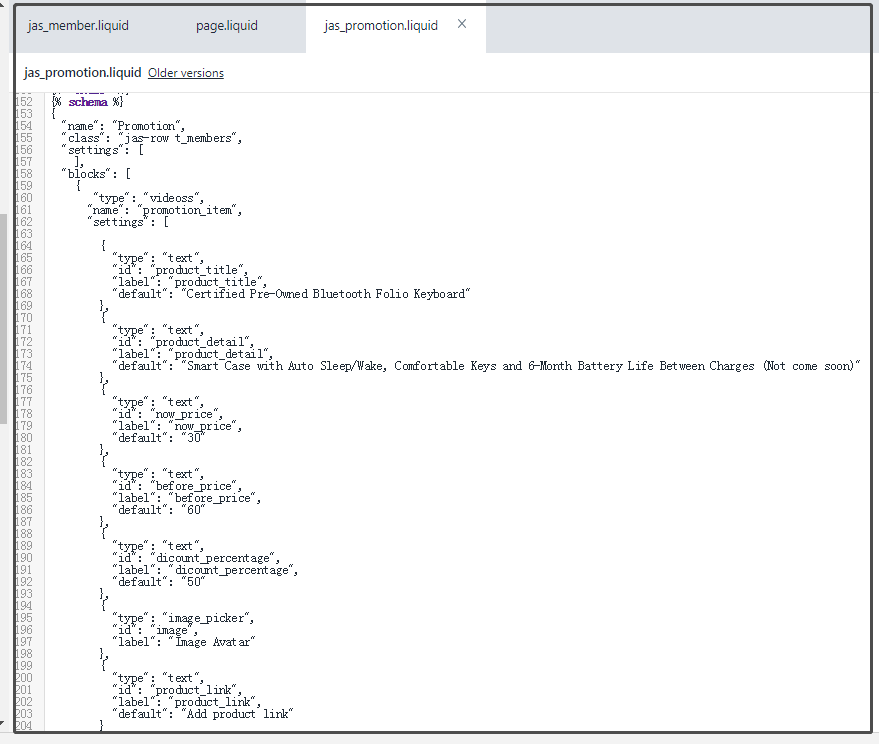 jas_member.liquid page.liquid jas_promotion.liquid ×
jas_promotion.liquid Older versions
152 {% schema %}
153 {
154 "name": "Promotion",
155 "class": "jas-row t_members",
156 "settings": [
157 ],
158 "blocks": [
159 {
160 "type": "videoss",
161 "name": "promotion_item",
162 "settings": [
163
164 {
165 "type": "text",
166 "id": "product_title",
167 "label": "product_title",
168 "default": "Certified Pre-Owned Bluetooth Folio Keyboard"
169 },
170 {
171 "type": "text",
172 "id": "product_detail",
173 "label": "product_detail",
174 "default": "Smart Case with Auto Sleep/Wake, Comfortable Keys and 6-Month Battery Life Between Charges (Not come soon)"
175 },
176 {
177 "type": "text",
178 "id": "now_price",
179 "label": "now_price",
180 "default": "30"
181 },
182 {
183 "type": "text",
184 "id": "before_price",
185 "label": "before_price",
186 "default": "60"
187 },
188 {
189 "type": "text",
190 "id": "dicount_percentage",
191 "label": "dicount_percentage",
192 "default": "50"
193 },
194 {
195 "type": "image_picker",
196 "id": "image",
197 "label": "Image Avatar"
198 },
199 {
200 "type": "text",
201 "id": "product_link",
202 "label": "product_link",
203 "default": "Add product link"
204 }